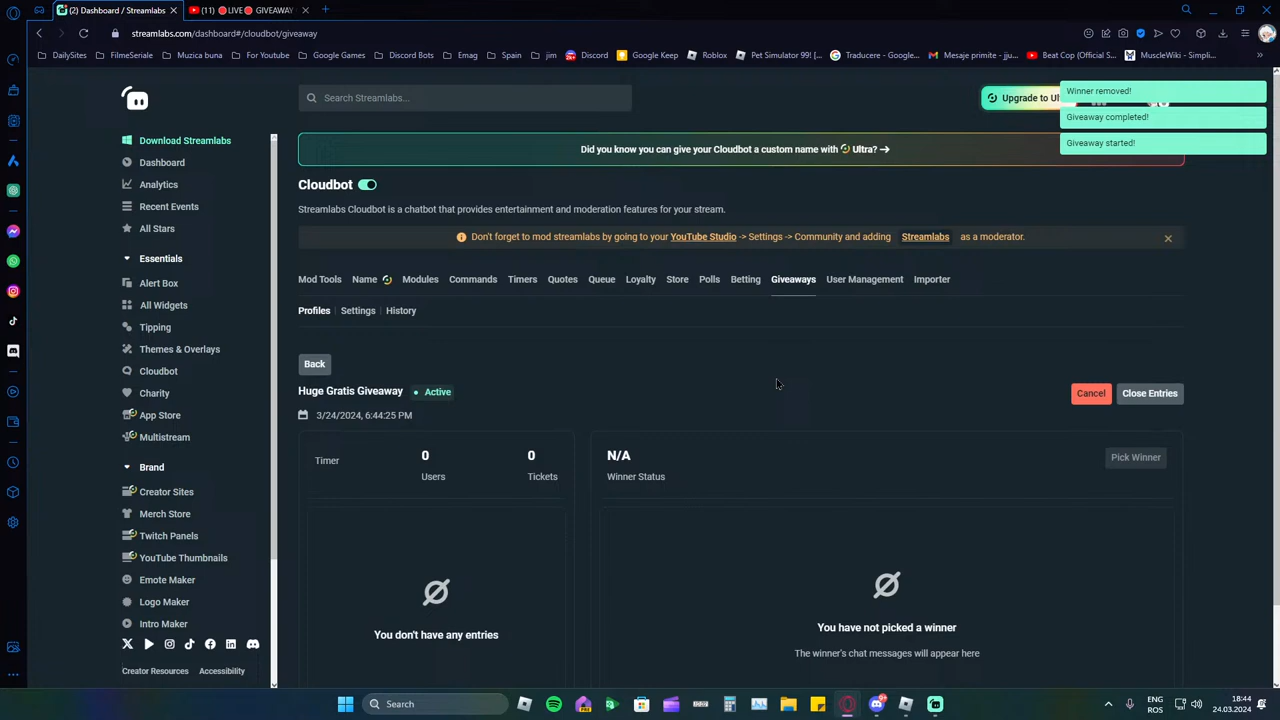 (2) Dashboard / Streamlabs
(11) 🔴LIVE🔴 GIVEAWAY
streamlabs.com/dashboard#/cloudbot/giveaway
DailySites
FilmeSeriale
Muzica buna
For Youtube
Google Games
Discord Bots
Emag
Spain
jim
Discord
Google Keep
Roblox
Pet Simulator 99! [...
Traducere - Google...
Mesaje primite - jju...
Beat Cop (Official S...
MuscleWiki - Simpli...
Search Streamlabs...
Upgrade to Ul
Winner removed!
Giveaway completed!
Giveaway started!
Download Streamlabs
Dashboard
Analytics
Recent Events
All Stars
Essentials
Alert Box
All Widgets
Tipping
Themes & Overlays
Cloudbot
Charity
App Store
Multistream
Brand
Creator Sites
Merch Store
Twitch Panels
YouTube Thumbnails
Emote Maker
Logo Maker
Intro Maker
Creator Resources
Accessibility
Did you know you can give your Cloudbot a custom name with Ultra? →
Cloudbot
Streamlabs Cloudbot is a chatbot that provides entertainment and moderation features for your stream.
Don't forget to mod streamlabs by going to your YouTube Studio -> Settings -> Community and adding Streamlabs as a moderator.
Mod Tools
Name
Modules
Commands
Timers
Quotes
Queue
Loyalty
Store
Polls
Betting
Giveaways
User Management
Importer
Profiles
Settings
History
Back
Huge Gratis Giveaway
Active
Cancel
Close Entries
3/24/2024, 6:44:25 PM
Timer
0
Users
0
Tickets
N/A
Winner Status
Pick Winner
You don't have any entries
You have not picked a winner
The winner's chat messages will appear here
Search
ENG
ROS
18:44
24.03.2024